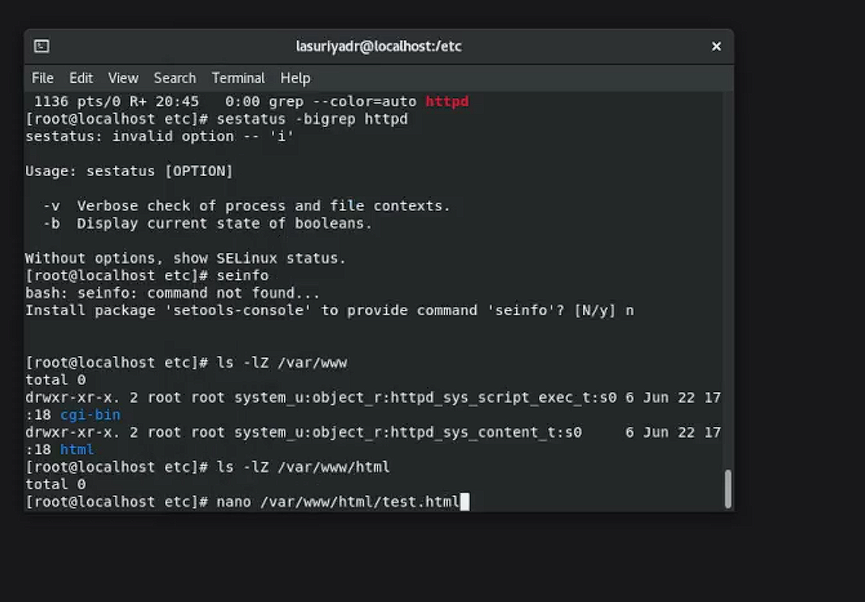 lasuriyadr@localhost:/etc
File Edit View Search Terminal Help
1136 pts/0 R+ 20:45 0:00 grep --color=auto httpd
[root@localhost etc]# sestatus -bigrep httpd
sestatus: invalid option -- 'i'
Usage: sestatus [OPTION]
-v Verbose check of process and file contexts.
-b Display current state of booleans.
Without options, show SELinux status.
[root@localhost etc]# seinfo
bash: seinfo: command not found...
Install package 'setools-console' to provide command 'seinfo'? [N/y] n
[root@localhost etc]# ls -lZ /var/www
total 0
drwxr-xr-x. 2 root root system_u:object_r:httpd_sys_script_exec_t:s0 6 Jun 22 17
:18 cgi-bin
drwxr-xr-x. 2 root root system_u:object_r:httpd_sys_content_t:s0 6 Jun 22 17
:18 html
[root@localhost etc]# ls -lZ /var/www/html
total 0
[root@localhost etc]# nano /var/www/html/test.html